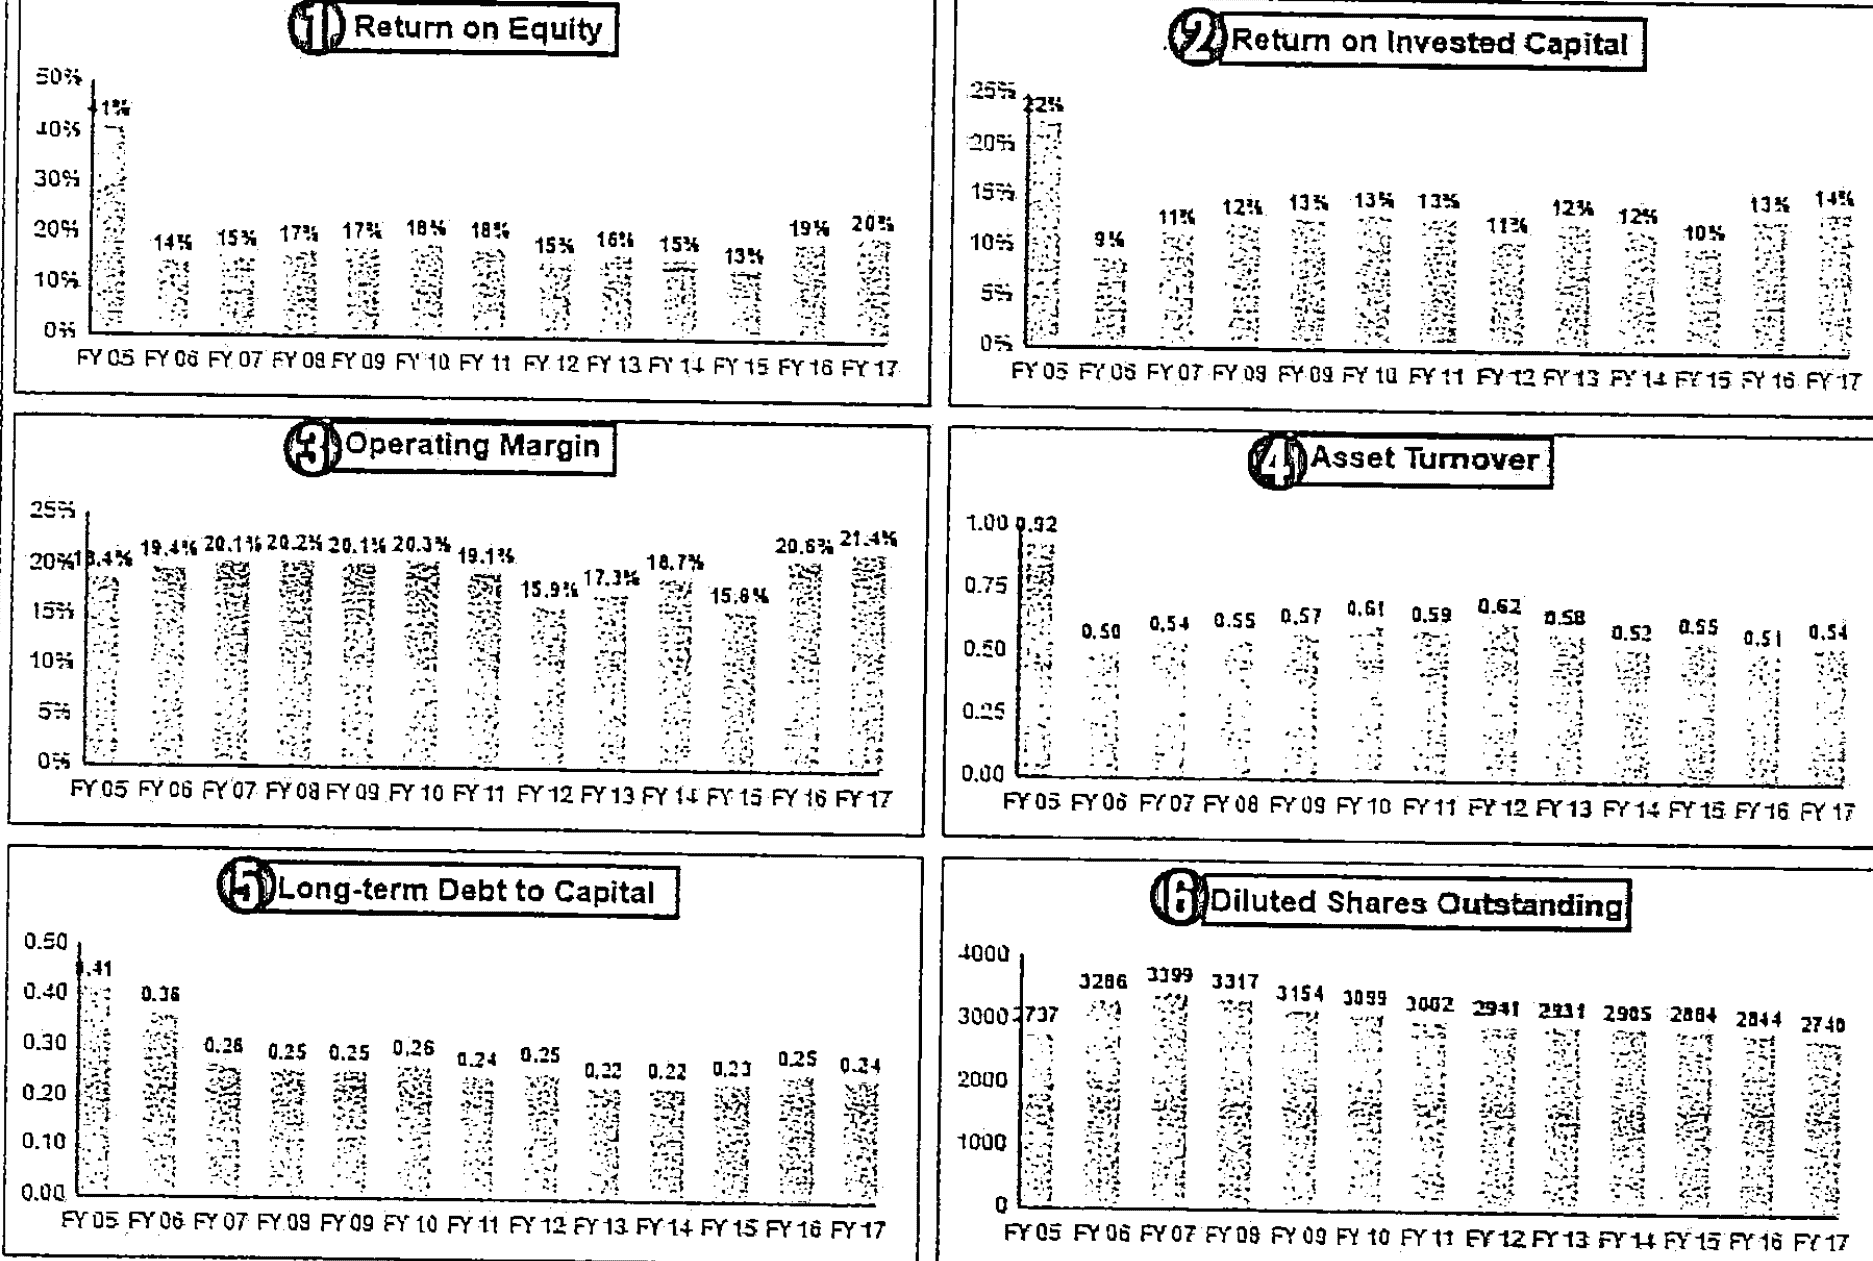 1 Return on Equity
50%
40%
30%
20%
10%
0%
41% 14% 15% 17% 17% 18% 18% 15% 16% 15% 13% 19% 20%
FY 05 FY 06 FY 07 FY 08 FY 09 FY 10 FY 11 FY 12 FY 13 FY 14 FY 15 FY 16 FY 17
2 Return on Invested Capital
25%
20%
15%
10%
5%
0%
22% 9% 11% 12% 13% 13% 13% 11% 12% 12% 10% 13% 14%
FY 05 FY 06 FY 07 FY 08 FY 09 FY 10 FY 11 FY 12 FY 13 FY 14 FY 15 FY 16 FY 17
3 Operating Margin
25%
20%
15%
10%
5%
0%
18.4% 19.4% 20.1% 20.2% 20.1% 20.3% 19.1% 15.9% 17.3% 18.7% 15.8% 20.6% 21.4%
FY 05 FY 06 FY 07 FY 08 FY 09 FY 10 FY 11 FY 12 FY 13 FY 14 FY 15 FY 16 FY 17
4 Asset Turnover
1.00
0.75
0.50
0.25
0.00
0.92 0.50 0.54 0.55 0.57 0.61 0.59 0.62 0.58 0.55 0.51 0.54
FY 05 FY 06 FY 07 FY 08 FY 09 FY 10 FY 11 FY 12 FY 13 FY 14 FY 15 FY 16 FY 17
5 Long-term Debt to Capital
0.50
0.40
0.30
0.20
0.10
0.00
.41 0.36 0.26 0.25 0.25 0.26 0.24 0.25 0.22 0.22 0.23 0.25 0.24
FY 05 FY 06 FY 07 FY 08 FY 09 FY 10 FY 11 FY 12 FY 13 FY 14 FY 15 FY 16 FY 17
6 Diluted Shares Outstanding
4000
3000
2000
1000
0
2737 3286 3399 3317 3154 3002 2941 2931 2905 2884 2844 2740
FY 05 FY 06 FY 07 FY 08 FY 09 FY 10 FY 11 FY 12 FY 13 FY 14 FY 15 FY 16 FY 17